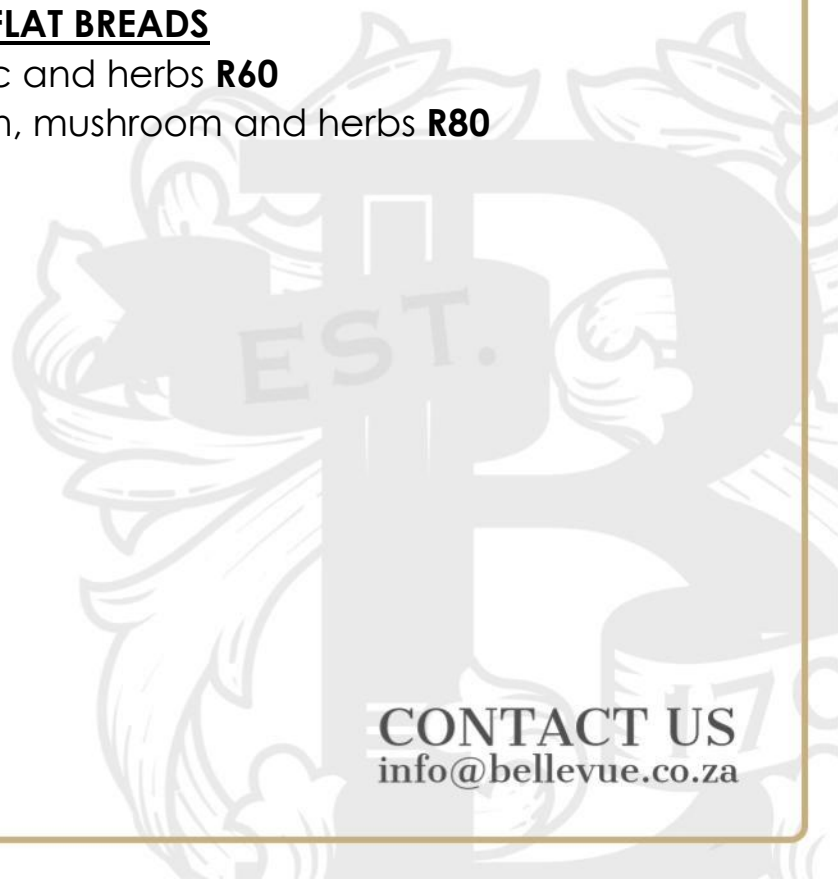 FLAT BREADS
and herbs R60
mushroom and herbs R80
EST.
CONTACT US
info@bellevue.co.za